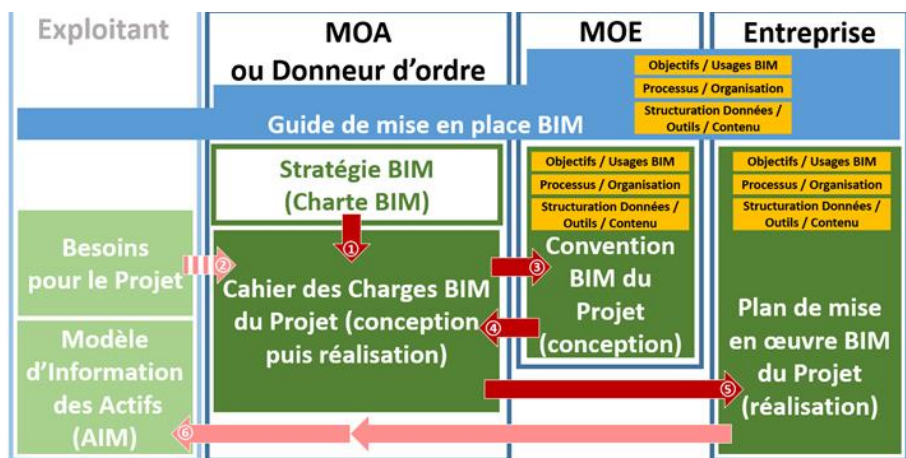 Exploitant
MOA
ou Donneur d'ordre
MOE
Entreprise
Objectifs / Usages BIM
Processus / Organisation
Structuration Données /
Outils / Contenu
Guide de mise en place BIM
Stratégie BIM
(Charte BIM)
①
Besoins
pour le Projet
②
Cahier des Charges BIM
du Projet (conception
puis réalisation)
③
④
Objectifs / Usages BIM
Processus / Organisation
Structuration Données /
Outils / Contenu
Convention
BIM du
Projet
(conception)
Objectifs / Usages BIM
Processus / Organisation
Structuration Données /
Outils / Contenu
Plan de mise
en œuvre BIM
du Projet
(réalisation)
⑤
Modèle
d'Information
des Actifs
(AIM)
⑥